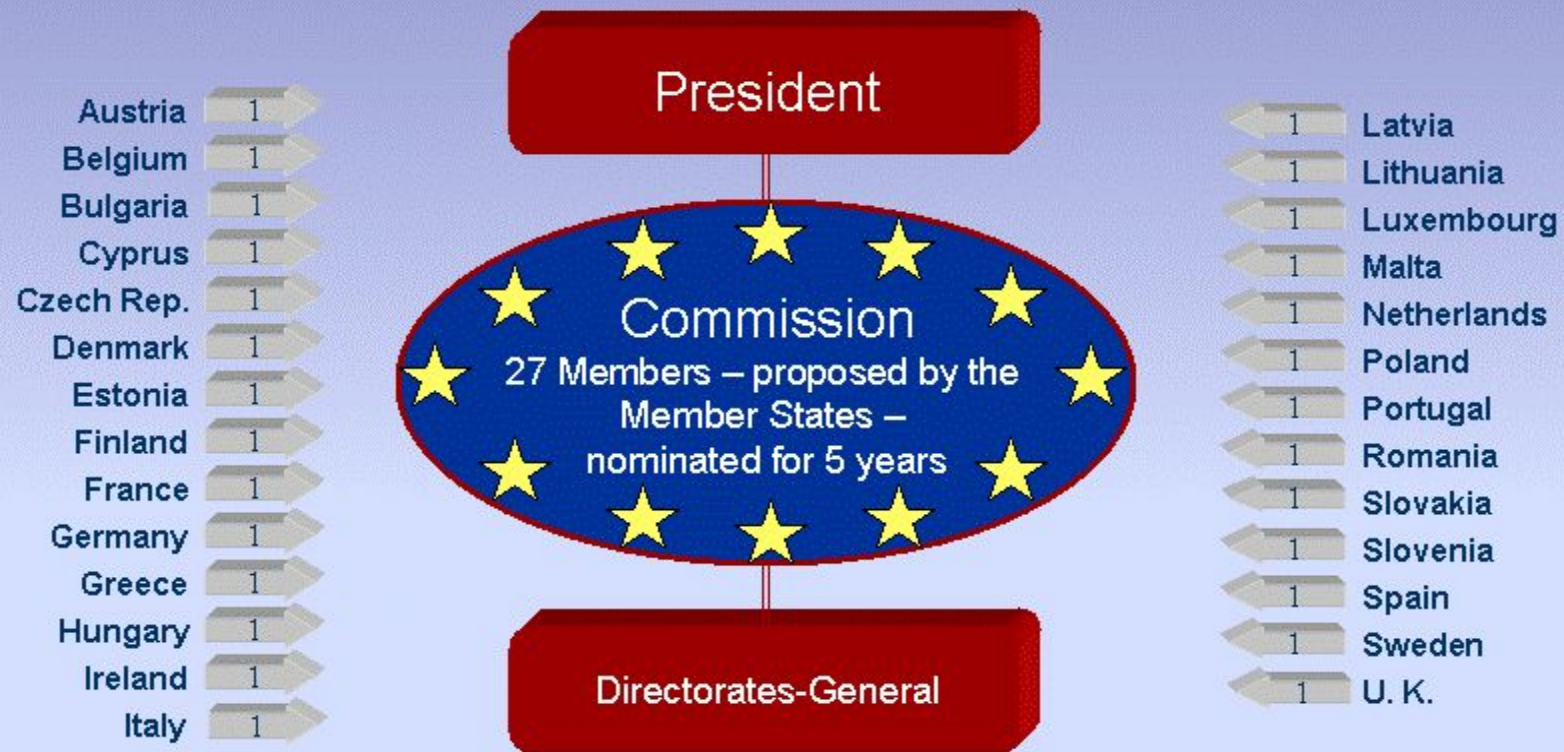 President
Austria 1
Belgium 1
Bulgaria 1
Cyprus 1
Czech Rep. 1
Denmark 1
Estonia 1
Finland 1
France 1
Germany 1
Greece 1
Hungary 1
Ireland 1
Italy 1
Commission
27 Members – proposed by the
Member States –
nominated for 5 years
1 Latvia
1 Lithuania
1 Luxembourg
1 Malta
1 Netherlands
1 Poland
1 Portugal
1 Romania
1 Slovakia
1 Slovenia
1 Spain
1 Sweden
1 U. K.
Directorates-General